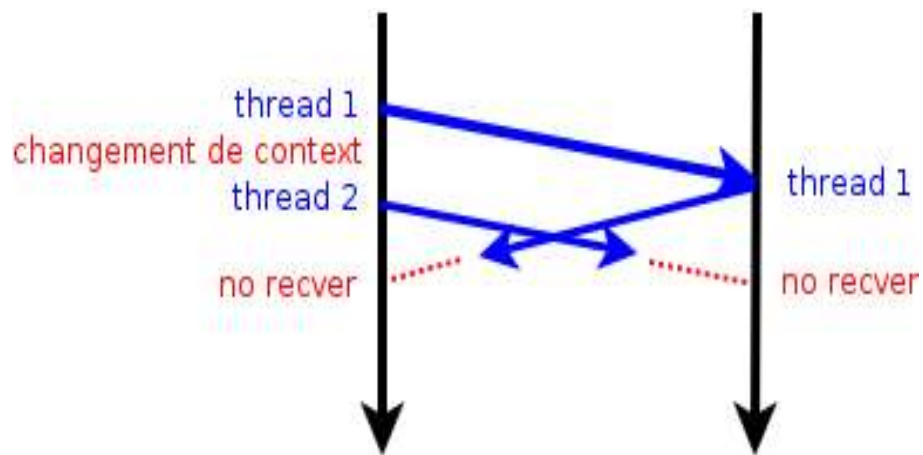 thread 1
changement de context
thread 2
thread 1
no recver
no recver